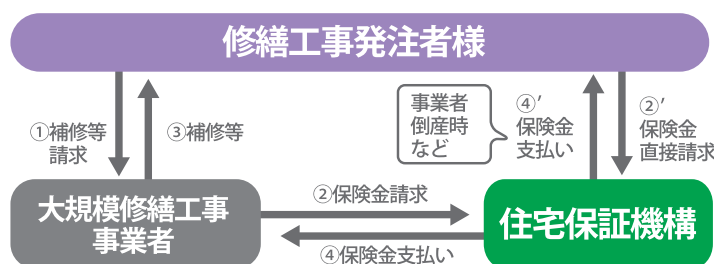 修繕工事発注者様
①補修等
請求
③補修等
事業者
倒産時
など
④’
保険金
支払い
②’
保険金
直接請求
大規模修繕工事
事業者
②保険金請求
④保険金支払い
住宅保証機構